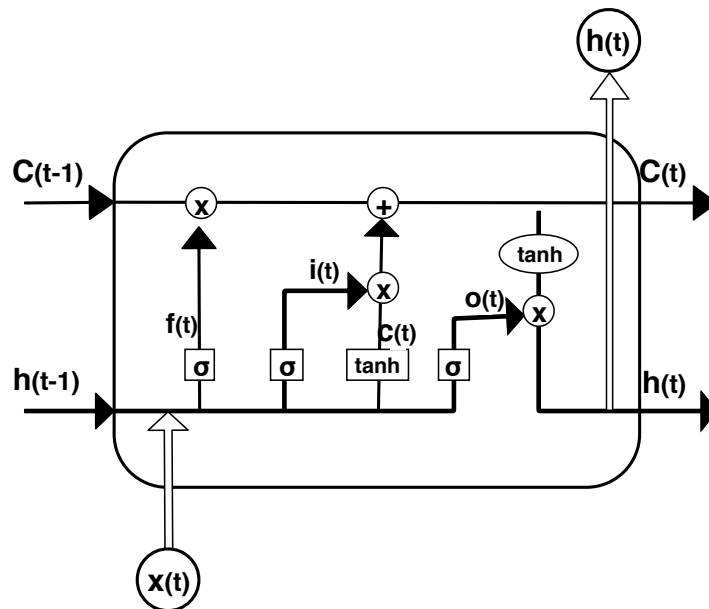 h(t)
C(t-1)
C(t)
x
+
tanh
i(t)
x
o(t)
x
f(t)
C(t)
σ
σ
tanh
σ
h(t-1)
h(t)
x(t)